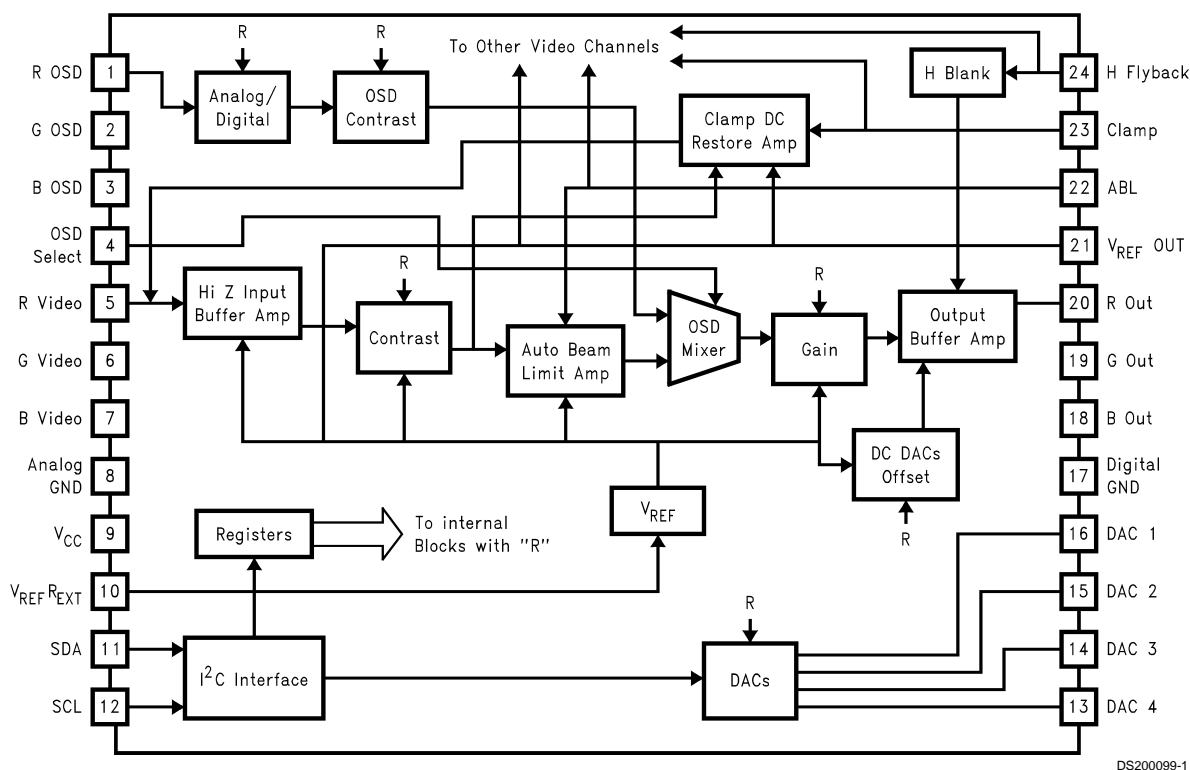 R OSD
1
G OSD
2
B OSD
3
OSD
Select
4
R Video
5
G Video
6
B Video
7
Analog
GND
8
VCC
9
VREFREXT
10
SDA
11
SCL
12
R
Analog/
Digital
R
OSD
Contrast
To Other Video Channels
H Blank
Clamp DC
Restore Amp
Hi Z Input
Buffer Amp
R
Contrast
Auto Beam
Limit Amp
OSD
Mixer
R
Gain
Output
Buffer Amp
DC DACs
Offset
R
VREF
Registers
To internal
Blocks with "R"
I2C Interface
R
DACs
24
H Flyback
23
Clamp
22
ABL
21
VREF OUT
20
R Out
19
G Out
18
B Out
17
Digital
GND
16
DAC 1
15
DAC 2
14
DAC 3
13
DAC 4
DS200099-1